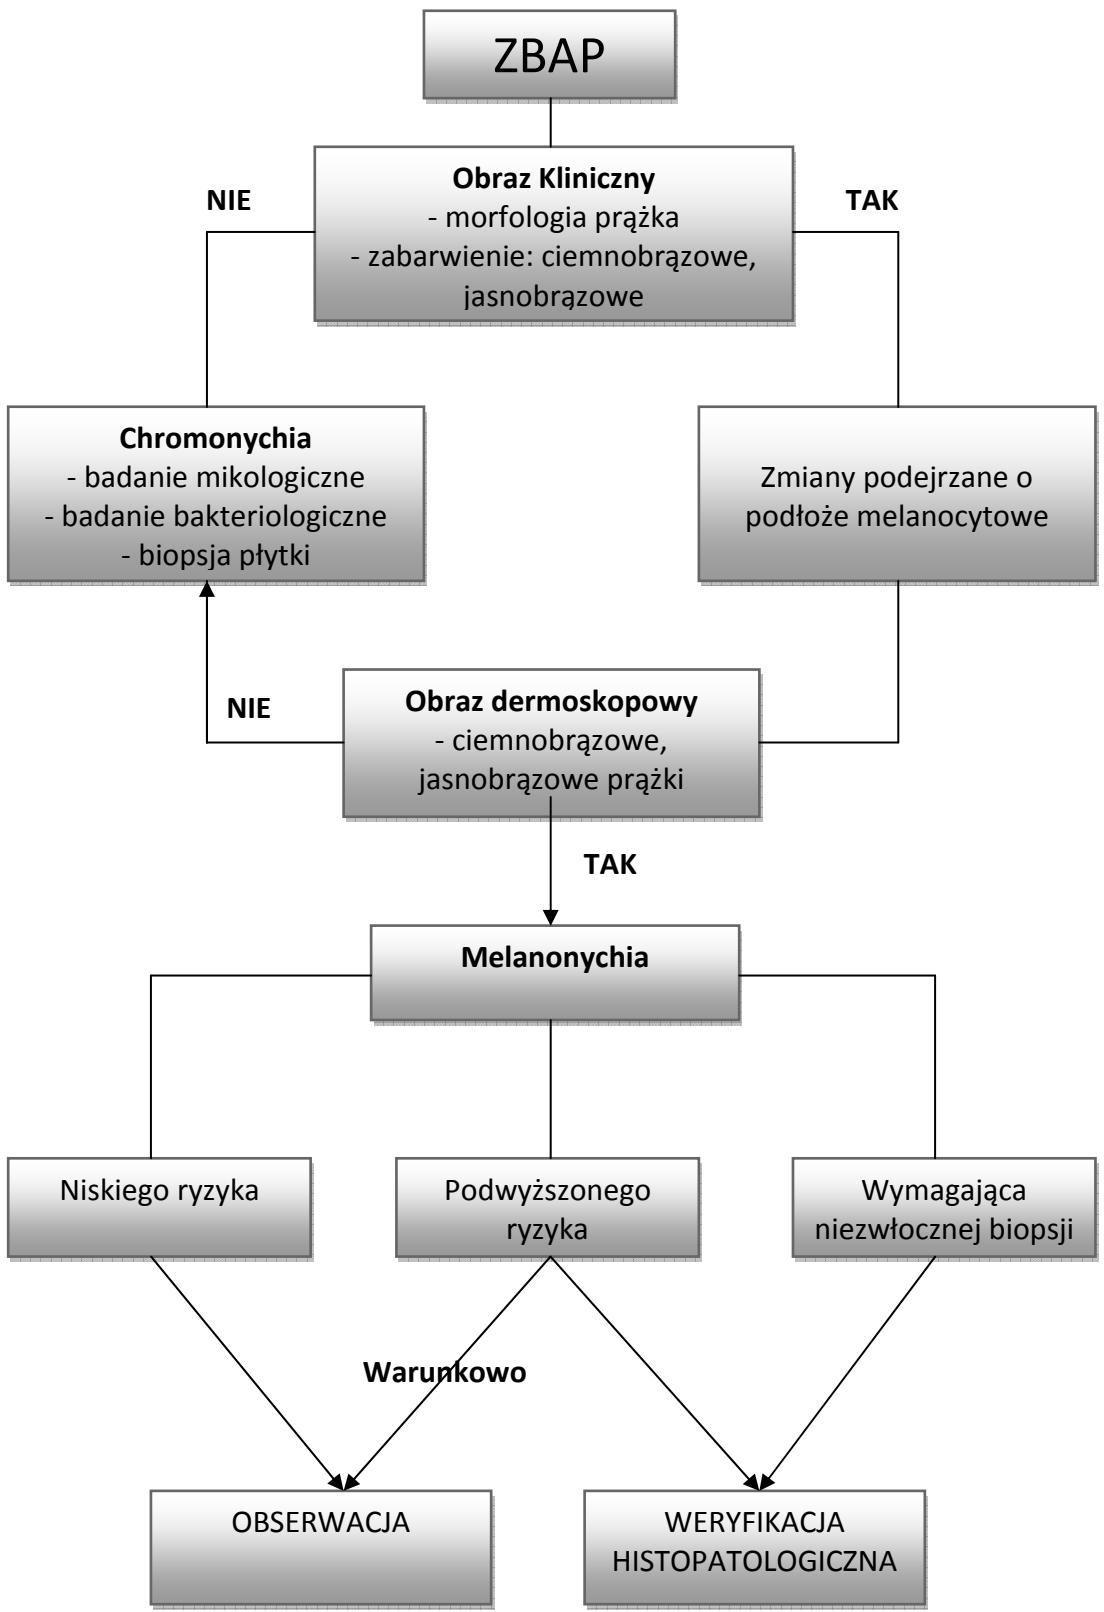 ZBAP
Obraz Kliniczny
- morfologia prążka
- zabarwienie: ciemnobrązowe,
jasnobrązowe
NIE
TAK
Chromonychia
- badanie mikologiczne
- badanie bakteriologiczne
- biopsja płytki
Zmiany podejrzane o
podłoże melanocytowe
NIE
Obraz dermoskopowy
- ciemnobrązowe,
jasnobrązowe prążki
TAK
Melanonychia
Niskiego ryzyka
Podwyższonego
ryzyka
Wymagająca
niezwłocznej biopsji
Warunkowo
OBSERWACJA
WERYFIKACJA
HISTOPATOLOGICZNA